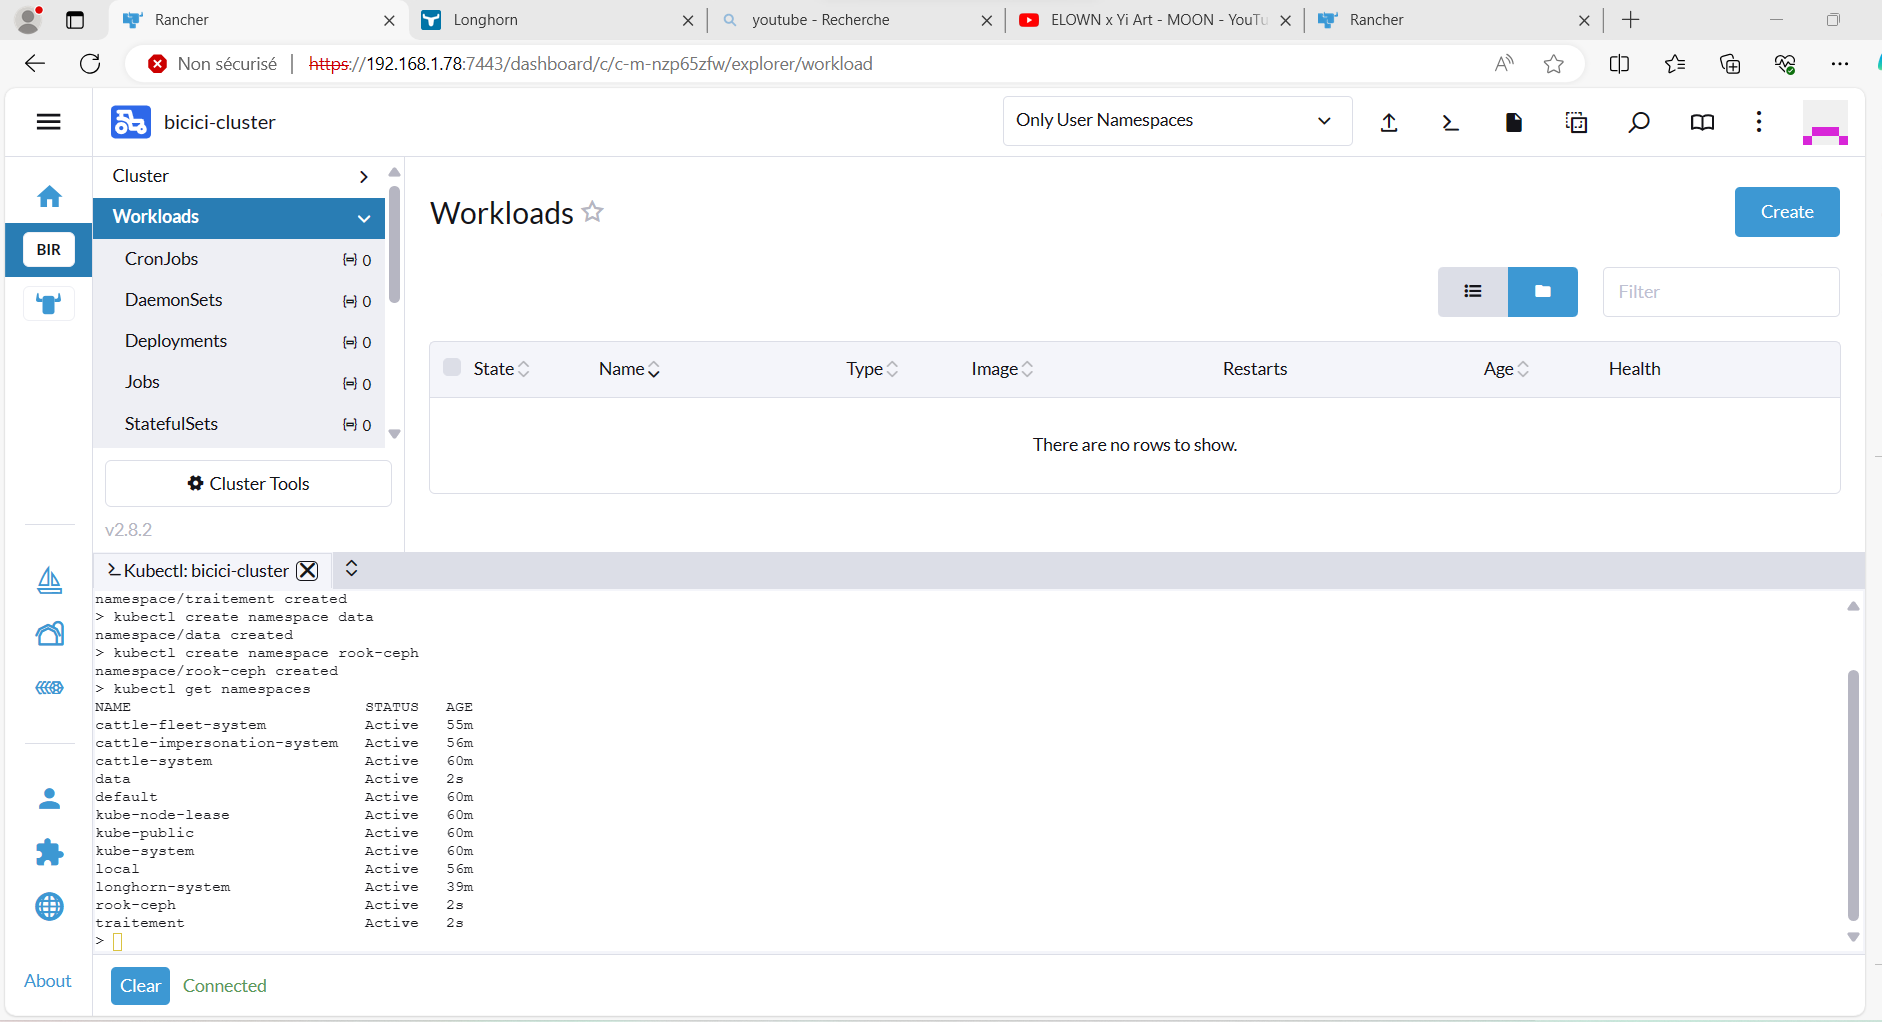 Rancher
Longhorn
youtube - Recherche
ELOWN x Yi Art - MOON - YouTu
Rancher
Non sécurisé
https://192.168.1.78:7443/dashboard/c/c-m-nzp65zfw/explorer/workload
bicici-cluster
Only User Namespaces
Cluster
Workloads
BIR
CronJobs 0
DaemonSets 0
Deployments 0
Jobs 0
StatefulSets 0
Cluster Tools
v2.8.2
Workloads
Create
Filter
State Name Type Image Restarts Age Health
There are no rows to show.
Kubectl: bicici-cluster
namespace/traitement created
> kubectl create namespace data
namespace/data created
> kubectl create namespace rook-ceph
namespace/rook-ceph created
> kubectl get namespaces
NAME STATUS AGE
cattle-fleet-system Active 55m
cattle-impersonation-system Active 56m
cattle-system Active 60m
data Active 2s
default Active 60m
kube-node-lease Active 60m
kube-public Active 60m
kube-system Active 60m
local Active 56m
longhorn-system Active 39m
rook-ceph Active 2s
traitement Active 2s
>
About
Clear
Connected